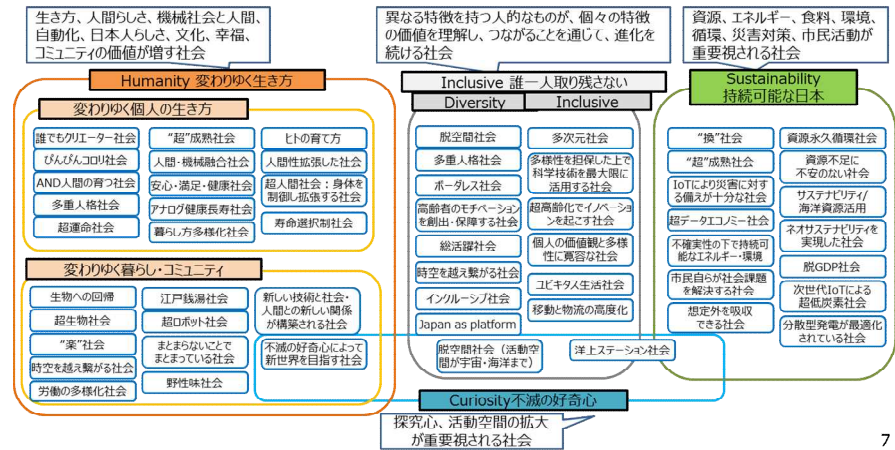 生き方、人間らしさ、機械社会と人間、
自動化、日本人らしさ、文化、幸福、
コミュニティの価値が増す社会
異なる特徴を持つ人的なものが、個々の特徴
の価値を理解し、つながることを通じて、進化を
続ける社会
資源、エネルギー、食料、環境、
循環、災害対策、市民活動が
重要視される社会
Humanity 変わりゆく生き方
変わりゆく個人の生き方
誰でもクリエーター社会
ぴんぴんコロリ社会
AND人間の育つ社会
多重人格社会
超運命社会
“超”成熟社会
人間・機械融合社会
安心・満足・健康社会
アナログ健康長寿社会
暮らし方多様化社会
ヒトの育て方
人間性拡張した社会
超人間社会:身体を
制御し拡張する社会
寿命選択制社会
変わりゆく暮らし・コミュニティ
生物への回帰
超生物社会
“楽”社会
時空を越え繋がる社会
労働の多様化社会
江戸銭湯社会
超ロボット社会
まとまらないことで
まとまっている社会
野性味社会
新しい技術と社会・
人間との新しい関係
が構築される社会
不滅の好奇心によって
新世界を目指す社会
Inclusive 誰一人取り残さない
Diversity
脱空間社会
多重人格社会
ボーダレス社会
高齢者のモチベーション
を創出・保障する社会
総活躍社会
時空を越え繋がる社会
インクルーシブ社会
Japan as platform
脱空間社会（活動空
間が宇宙・海洋まで）
Inclusive
多次元社会
多様性を担保した上で
科学技術を最大限に
活用する社会
超高齢化でイノベーショ
ンを起こす社会
個人の価値観と多様
性に寛容な社会
ユビキタス生活社会
移動と物流の高度化
洋上ステーション社会
Sustainability
持続可能な日本
“換”社会
“超”成熟社会
IoTにより災害に対す
る備えが十分な社会
超データエコノミー社会
不確実性の下で持続可
能なエネルギー・環境
市民自らが社会課題
を解決する社会
想定外を吸収
できる社会
資源永久循環社会
資源不足に
不安のない社会
サステナビリティ/
海洋資源活用
ネオサステナビリティを
実現した社会
脱GDP社会
次世代IoTによる
超低炭素社会
分散型発電が最適化
されている社会
Curiosity不滅の好奇心
探究心、活動空間の拡大
が重要視される社会
7